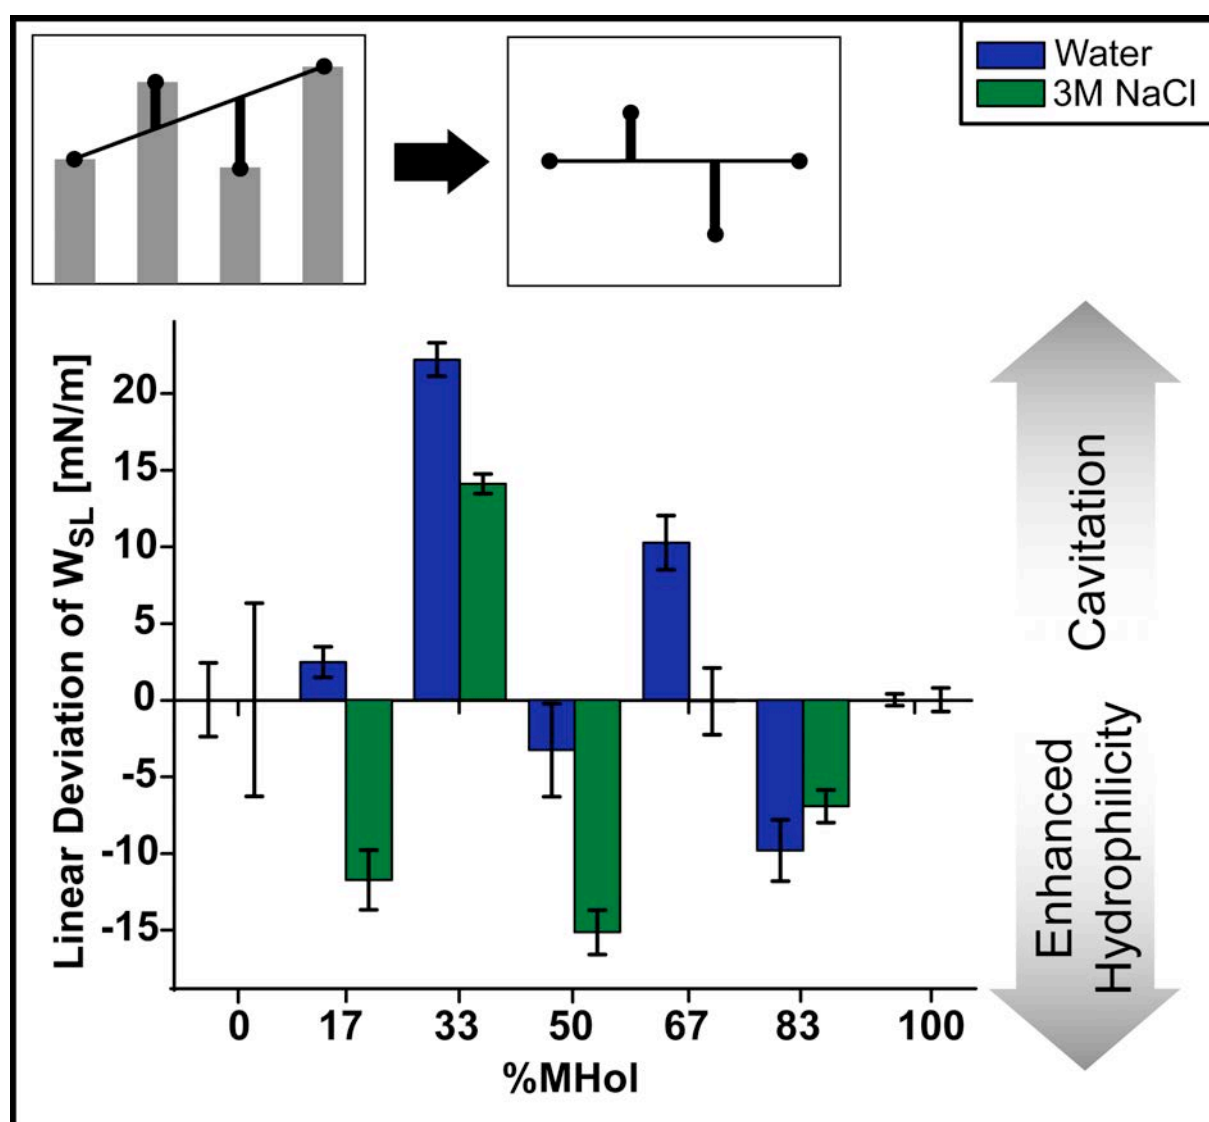 Water
3M NaCl
Linear Deviation of WSL [mN/m]
20
15
10
5
0
-5
-10
-15
0 17 33 50 67 83 100
%MHol
Cavitation
Enhanced
Hydrophilicity